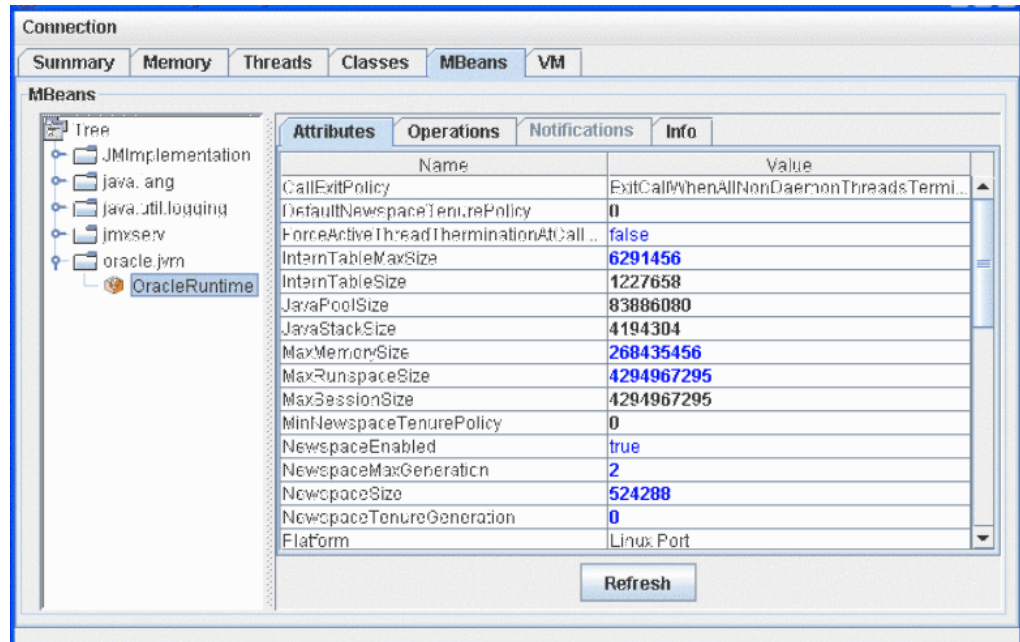 Connection
Summary Memory Threads Classes MBeans VM
MBeans
Tree
JMImplementation
java.lang
java.util.logging
jmxserv
oracle.jvm
OracleRuntime
Attributes Operations Notifications Info
Name Value
CallExitPolicy ExitCallWhenAllNonDaemonThreadsTermi...
DefaultNewspaceTenurePolicy 0
ForceActiveThreadTherminationAtCall... false
InternTableMaxSize 6291456
InternTableSize 1227658
JavaPoolSize 83886080
JavaStackSize 4194304
MaxMemorySize 268435456
MaxRunspaceSize 4294967295
MaxSessionSize 4294967295
MinNewspaceTenurePolicy 0
NewspaceEnabled true
NewspaceMaxGeneration 2
NewspaceSize 524288
NewspaceTenureGeneration 0
Platform Linux Port
Refresh